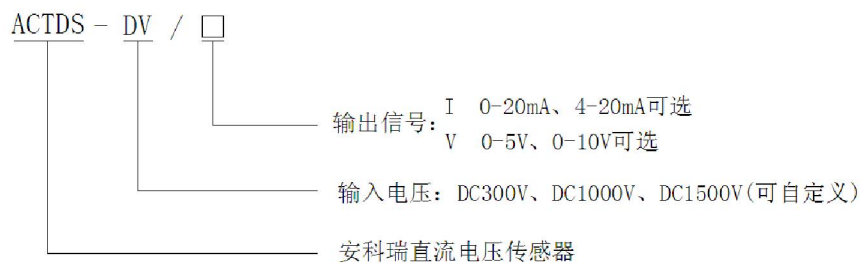 ACTDS - DV / □
输出信号: I 0-20mA、4-20mA可选
V 0-5V、0-10V可选
输入电压: DC300V、DC1000V、DC1500V(可自定义)
安科瑞直流电压传感器